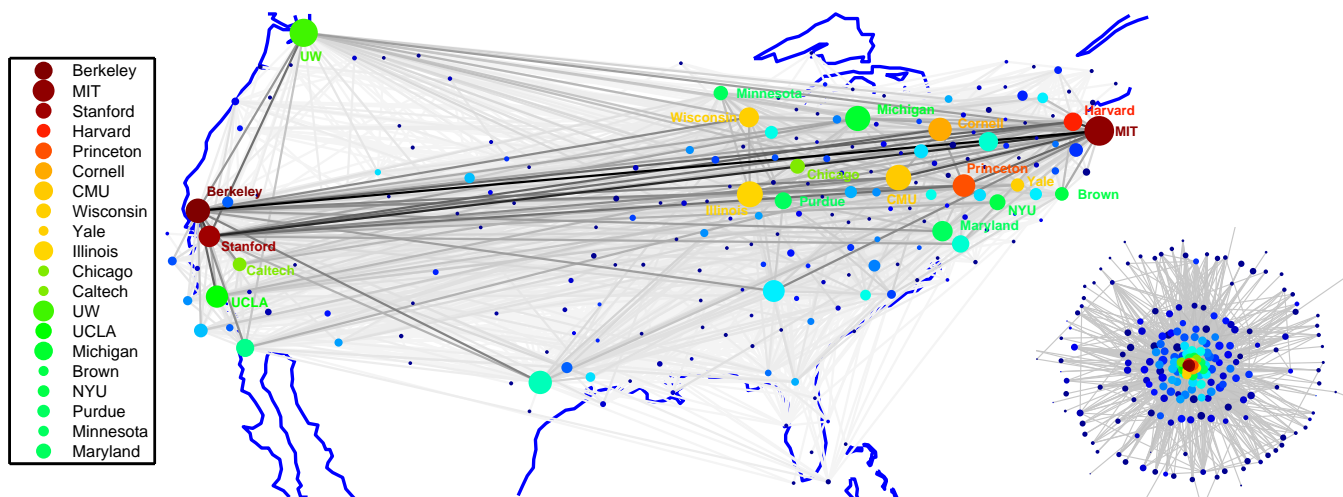 Berkeley
MIT
Stanford
Harvard
Princeton
Cornell
CMU
Wisconsin
Yale
Illinois
Chicago
Caltech
UW
UCLA
Michigan
Brown
NYU
Purdue
Minnesota
Maryland
UW
Minnesota
Wisconsin
Michigan
Cornell
Harvard
MIT
Chicago
Princeton
Berkeley
Illinois
Purdue
CMU
Yale
Brown
NYU
Maryland
Stanford
Caltech
UCLA